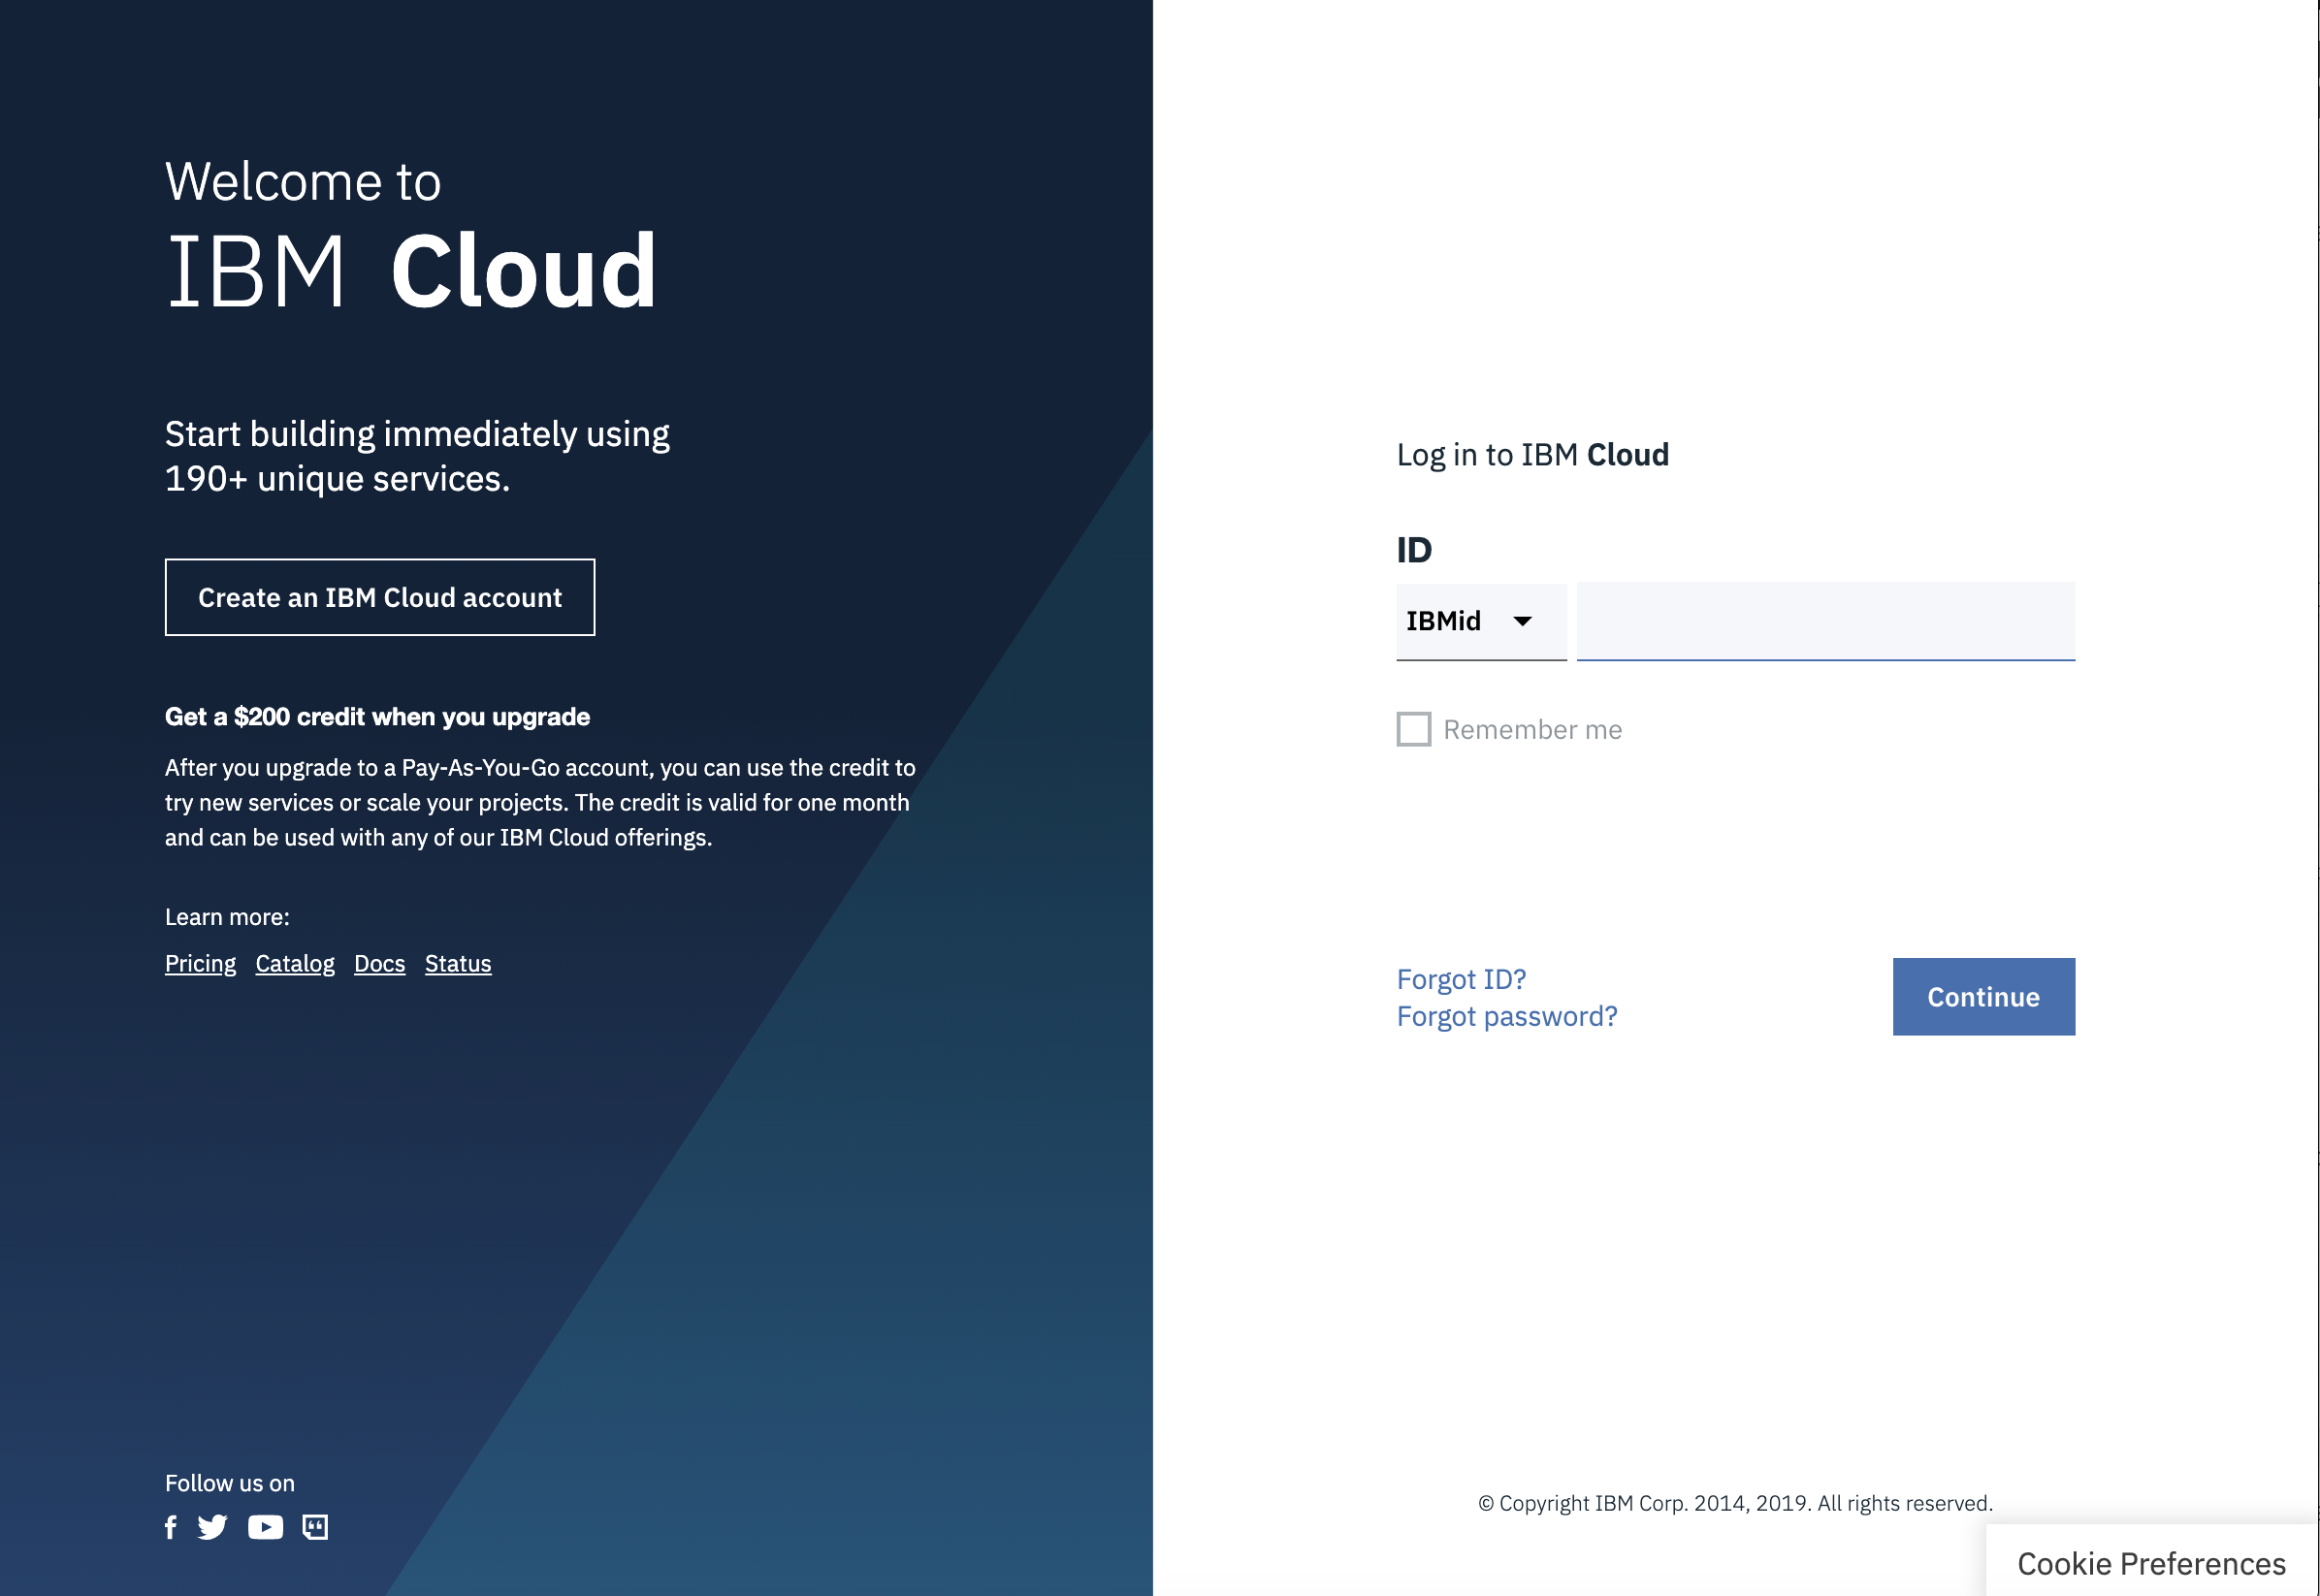 Welcome to
IBM Cloud
Start building immediately using
190+ unique services.
Create an IBM Cloud account
Get a $200 credit when you upgrade
After you upgrade to a Pay-As-You-Go account, you can use the credit to
try new services or scale your projects. The credit is valid for one month
and can be used with any of our IBM Cloud offerings.
Learn more:
Pricing Catalog Docs Status
Follow us on
Log in to IBM Cloud
ID
IBMid
Remember me
Forgot ID?
Forgot password?
Continue
© Copyright IBM Corp. 2014, 2019. All rights reserved.
Cookie Preferences